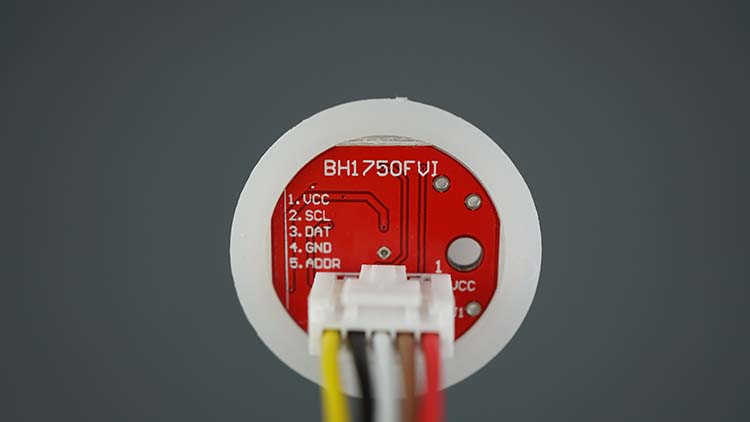 BH1750FVI
1.VCC
2.SCL
3.DAT
4.GND
5.ADDR
1
VCC